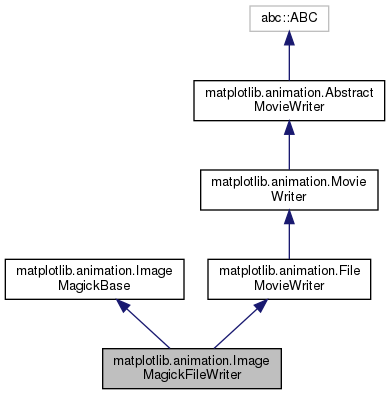 abc::ABC
matplotlib.animation.Abstract
MovieWriter
matplotlib.animation.Movie
Writer
matplotlib.animation.Image
MagickBase
matplotlib.animation.File
MovieWriter
matplotlib.animation.Image
MagickFileWriter